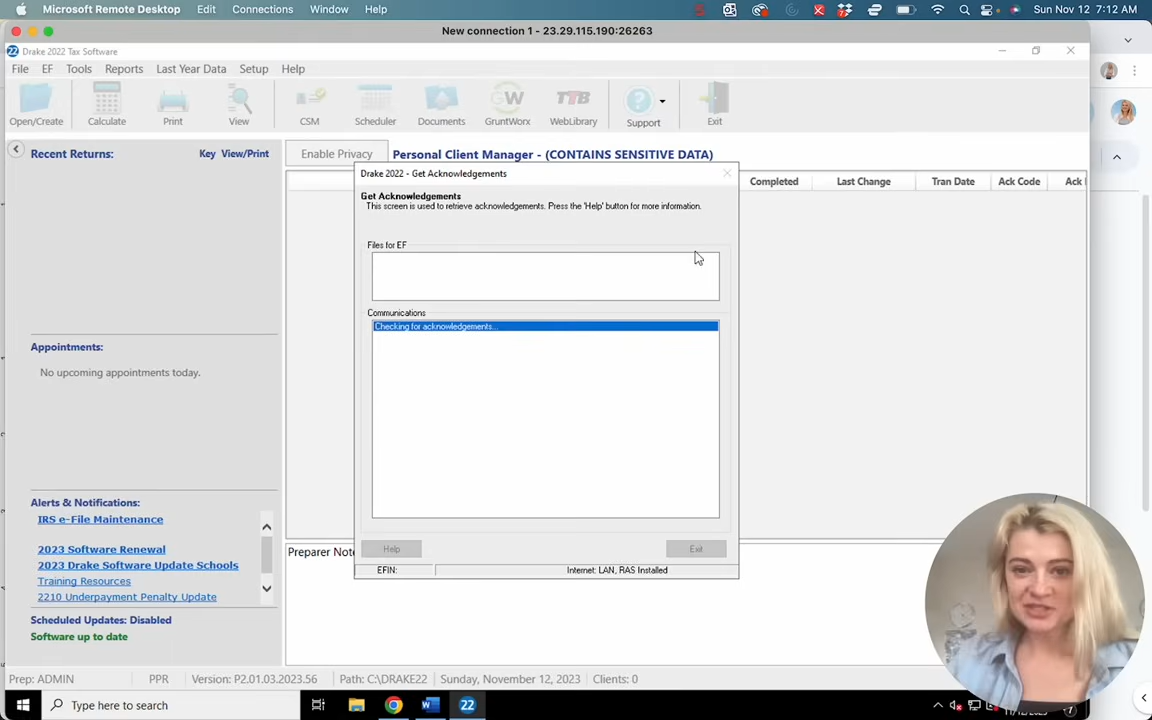 Microsoft Remote Desktop Edit Connections Window Help Sun Nov 12 7:12 AM
New connection 1 - 23.29.115.190:26263
22 Drake 2022 Tax Software
File EF Tools Reports Last Year Data Setup Help
Open/Create Calculate Print View CSM Scheduler Documents GruntWorx WebLibrary Support Exit
Recent Returns: Key View/Print
Enable Privacy Personal Client Manager - (CONTAINS SENSITIVE DATA)
Completed Last Change Tran Date Ack Code Ack
Drake 2022 - Get Acknowledgements
Get Acknowledgements
This screen is used to retrieve acknowledgements. Press the 'Help' button for more information.
Files for EF
Communications
Checking for acknowledgements...
Help Exit
EFIN: Internet: LAN, RAS Installed
Appointments:
No upcoming appointments today.
Alerts & Notifications:
IRS e-File Maintenance
2023 Software Renewal
2023 Drake Software Update Schools
Training Resources
2210 Underpayment Penalty Update
Scheduled Updates: Disabled
Software up to date
Preparer Not
Prep: ADMIN PPR Version: P2.01.03.2023.56 Path: C:\DRAKE22 Sunday, November 12, 2023 Clients: 0
Type here to search 22